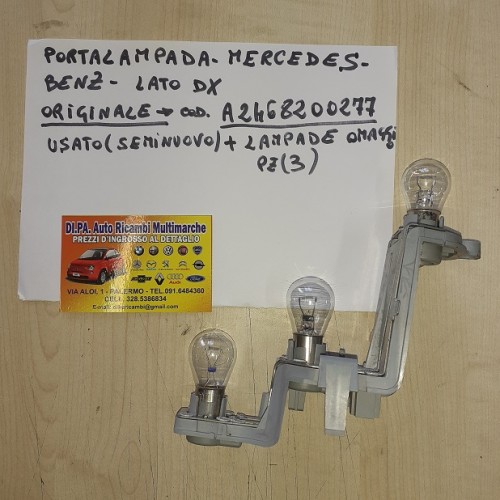 PORTALAMPADA - MERCEDES-
BENZ - LATO DX
ORIGINALE → COD. A2468200277
USATO (SEMINUOVO) + LAMPADE OMAGGIO
PZ (3)
DI.PA. Auto Ricambi Multimarche
PREZZI D'INGROSSO AL DETTAGLIO
VIA ALOI, 1 - PALERMO - TEL. 091.6484380
CELL. 328.5386834